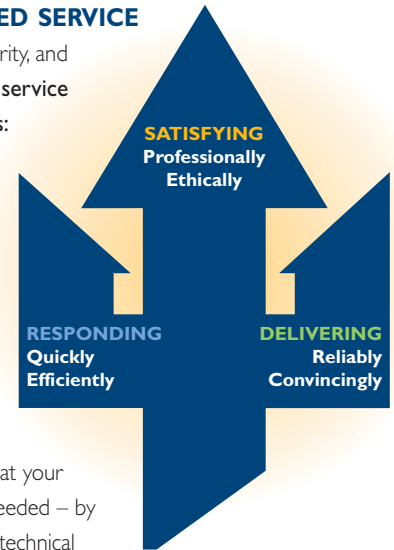 ED SERVICE
rity, and
service
s:
SATISFYING
Professionally
Ethically
RESPONDING
Quickly
Efficiently
DELIVERING
Reliably
Convincingly
at your
eeded – by
technical